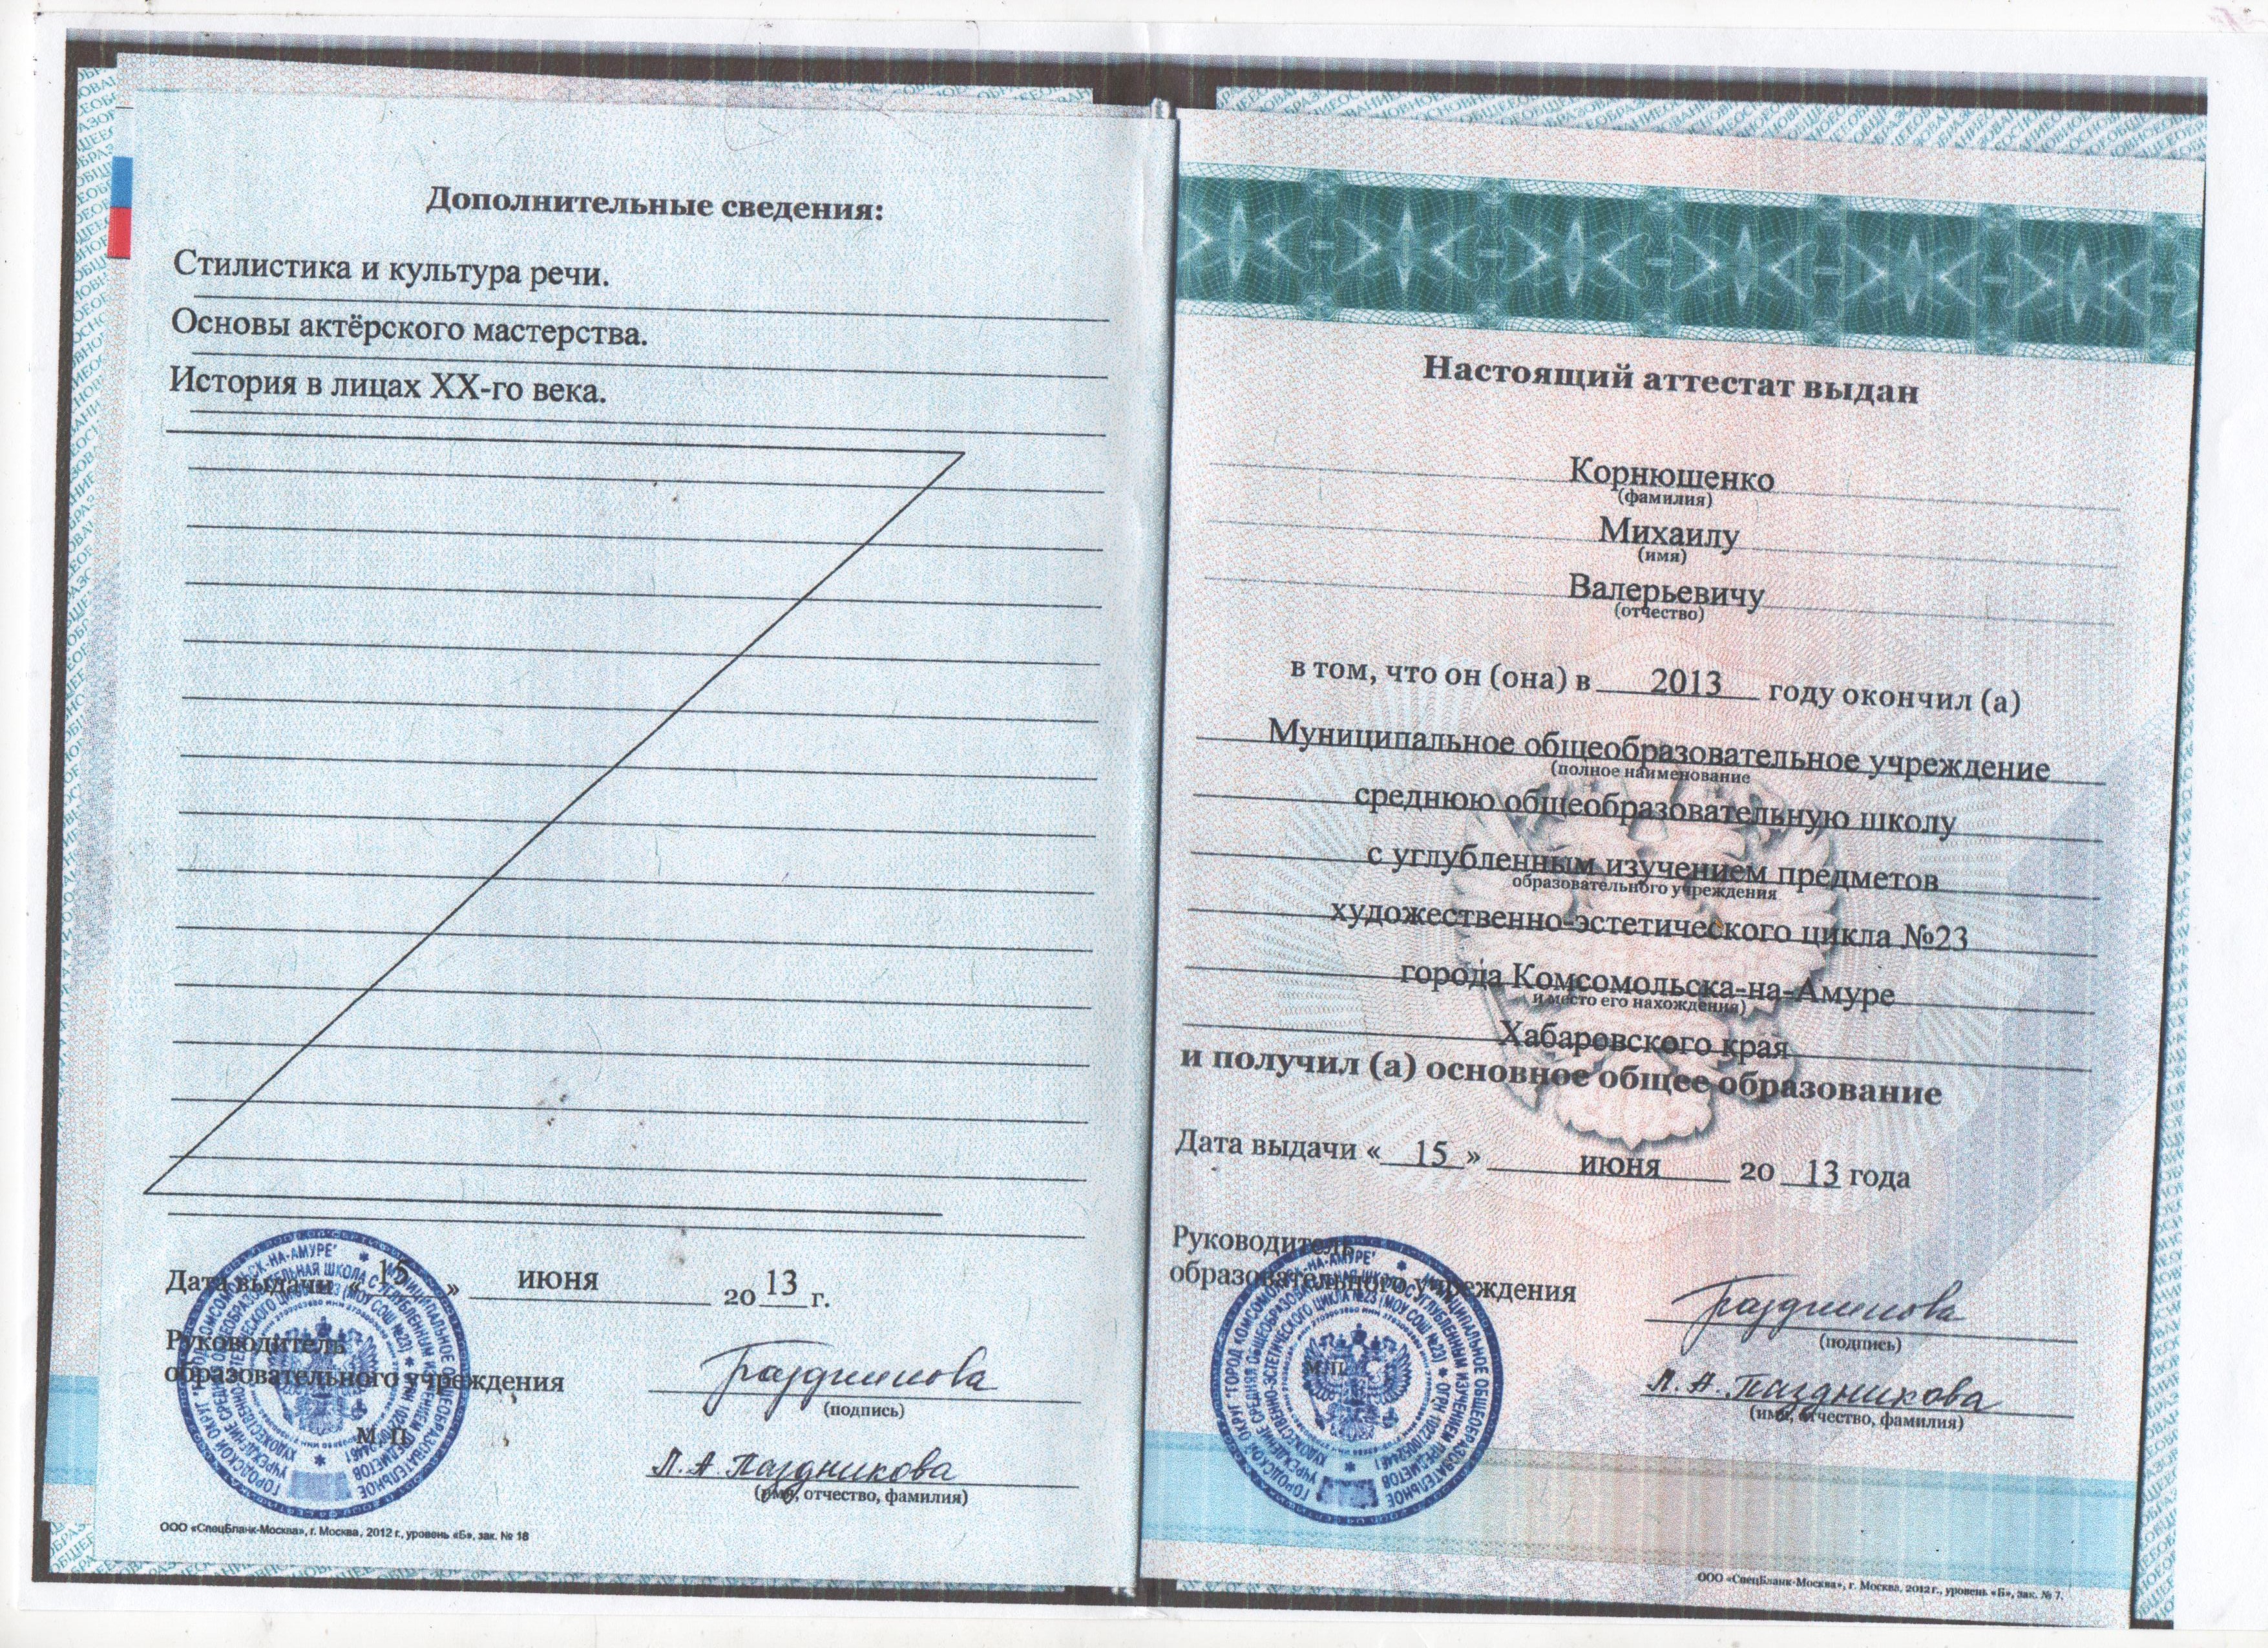 Дополнительные сведения:
Стилистика и культура речи.
Основы актёрского мастерства.
История в лицах XX-го века.
Дата выдачи « 15 » июня 20 13 г.
Руководитель
образовательного учреждения
(подпись)
М. П.
Л. А. Паздникова
(имя, отчество, фамилия)
ООО «СпецБланк-Москва», г. Москва, 2012 г., уровень «Б», зак. № 18
Настоящий аттестат выдан
Корнюшенко
(фамилия)
Михаилу
(имя)
Валерьевичу
(отчество)
в том, что он (она) в 2013 году окончил (а)
Муниципальное общеобразовательное учреждение
(полное наименование
среднюю общеобразовательную школу
с углубленным изучением предметов
образовательного учреждения
художественно-эстетического цикла №23
города Комсомольска-на-Амуре
и место его нахождения)
Хабаровского края
и получил (а) основное общее образование
Дата выдачи « 15 » июня 20 13 года
Руководитель
образовательного учреждения
(подпись)
М. П.
Л. А. Паздникова
(имя, отчество, фамилия)
ООО «СпецБланк-Москва», г. Москва, 2012 г., уровень «Б», зак. № 7.